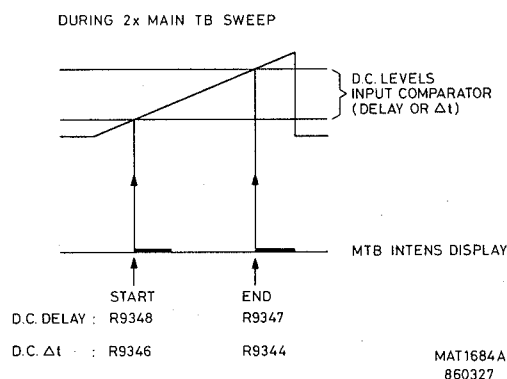 DURING 2x MAIN TB SWEEP
D.C. LEVELS
INPUT COMPARATOR
(DELAY OR Δt)
MTB INTENS DISPLAY
START END
D.C. DELAY : R9348 R9347
D.C. Δt : R9346 R9344
MAT1684A
860327